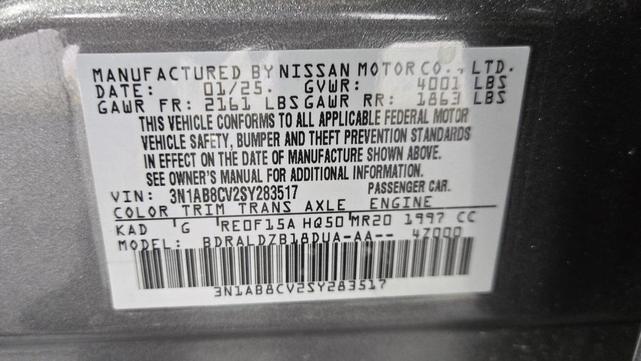 MANUFACTURED BY NISSAN MOTOR CO., LTD.
DATE: 01/25. GVWR: 4001 LBS
GAWR FR: 2161 LBS GAWR RR: 1863 LBS
THIS VEHICLE CONFORMS TO ALL APPLICABLE FEDERAL MOTOR
VEHICLE SAFETY, BUMPER AND THEFT PREVENTION STANDARDS
IN EFFECT ON THE DATE OF MANUFACTURE SHOWN ABOVE.
SEE OWNER'S MANUAL FOR ADDITIONAL INFORMATION.
VIN: 3N1AB8CV2SY283517 PASSENGER CAR.
COLOR TRIM TRANS AXLE ENGINE
KAD G RE0F15A HQ50 MR20 1997 CC
MODEL: BDRALDZB18DUA-AA-- 4Z000
3N1AB8CV2SY283517